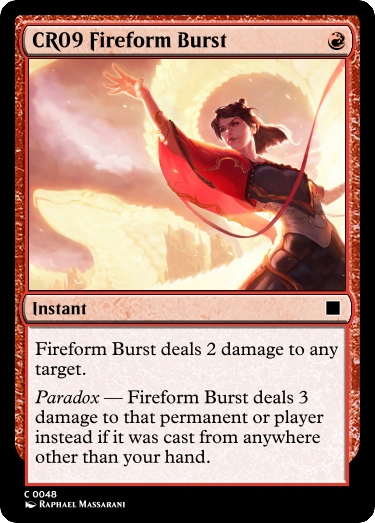 CR09 Fireform Burst
Instant
Fireform Burst deals 2 damage to any
target.
Paradox — Fireform Burst deals 3
damage to that permanent or player
instead if it was cast from anywhere
other than your hand.
C 0048
Raphael Massarani